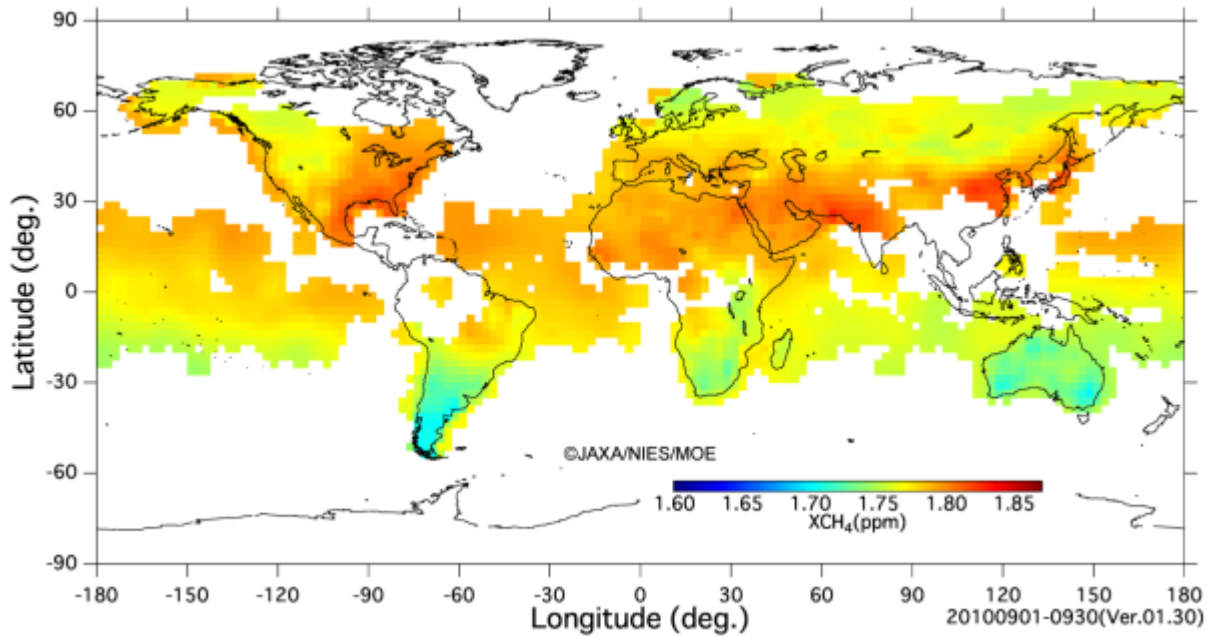 90
60
30
0
-30
-60
-90
Latitude (deg.)
©JAXA/NIES/MOE
1.60 1.65 1.70 1.75 1.80 1.85
XCH₄(ppm)
-180 -150 -120 -90 -60 -30 0 30 60 90 120 150 180
Longitude (deg.)
20100901-0930(Ver.01.30)